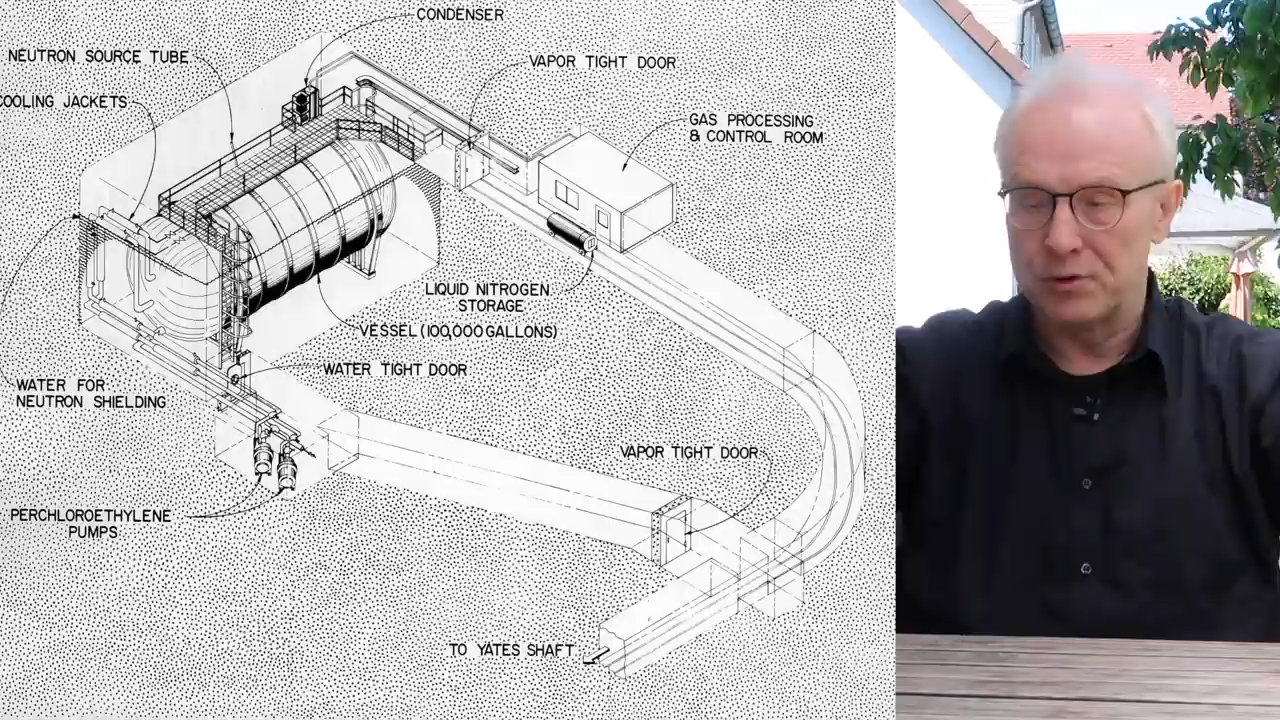 CONDENSER
NEUTRON SOURCE TUBE
VAPOR TIGHT DOOR
COOLING JACKETS
GAS PROCESSING
& CONTROL ROOM
LIQUID NITROGEN
STORAGE
VESSEL (100,000 GALLONS)
WATER TIGHT DOOR
WATER FOR
NEUTRON SHIELDING
VAPOR TIGHT DOOR
PERCHLOROETHYLENE
PUMPS
TO YATES SHAFT